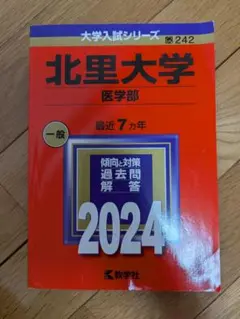 大学入試シリーズ 242
北里大学
医学部
一般
最近7カ年
傾向と対策
過去問
解答
2024
教学社